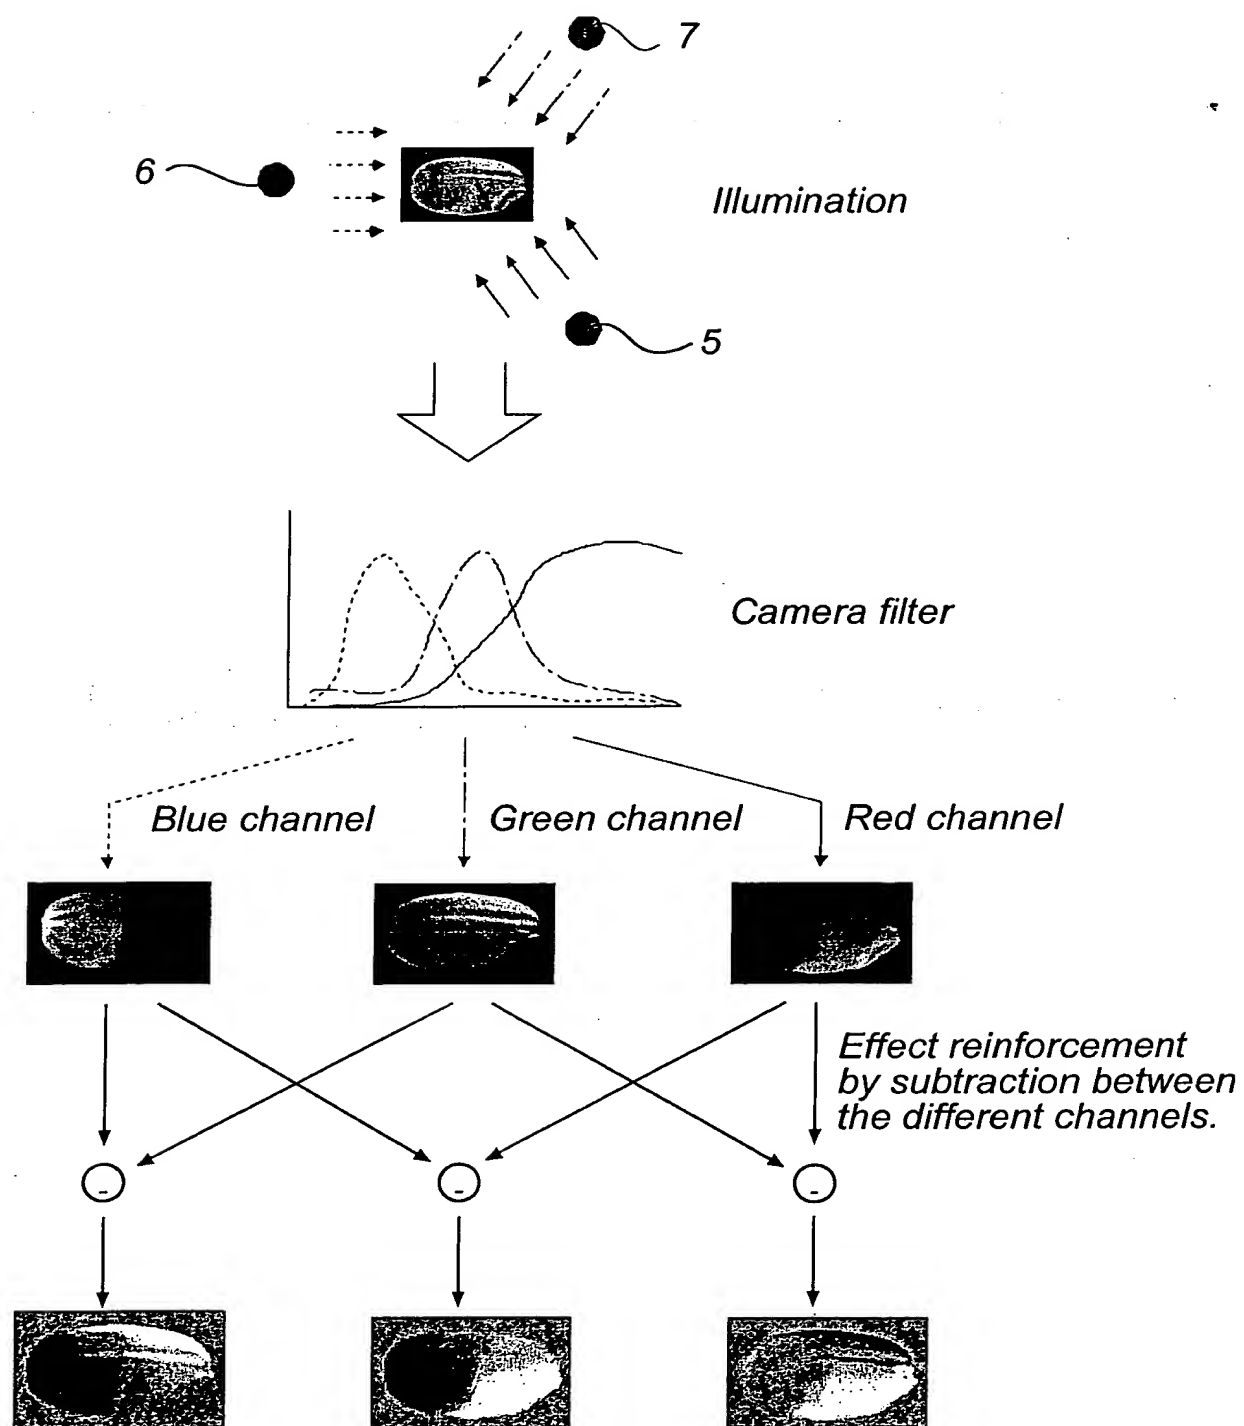 7
6
Illumination
5
Camera filter
Blue channel
Green channel
Red channel
Effect reinforcement
by subtraction between
the different channels.
- - -